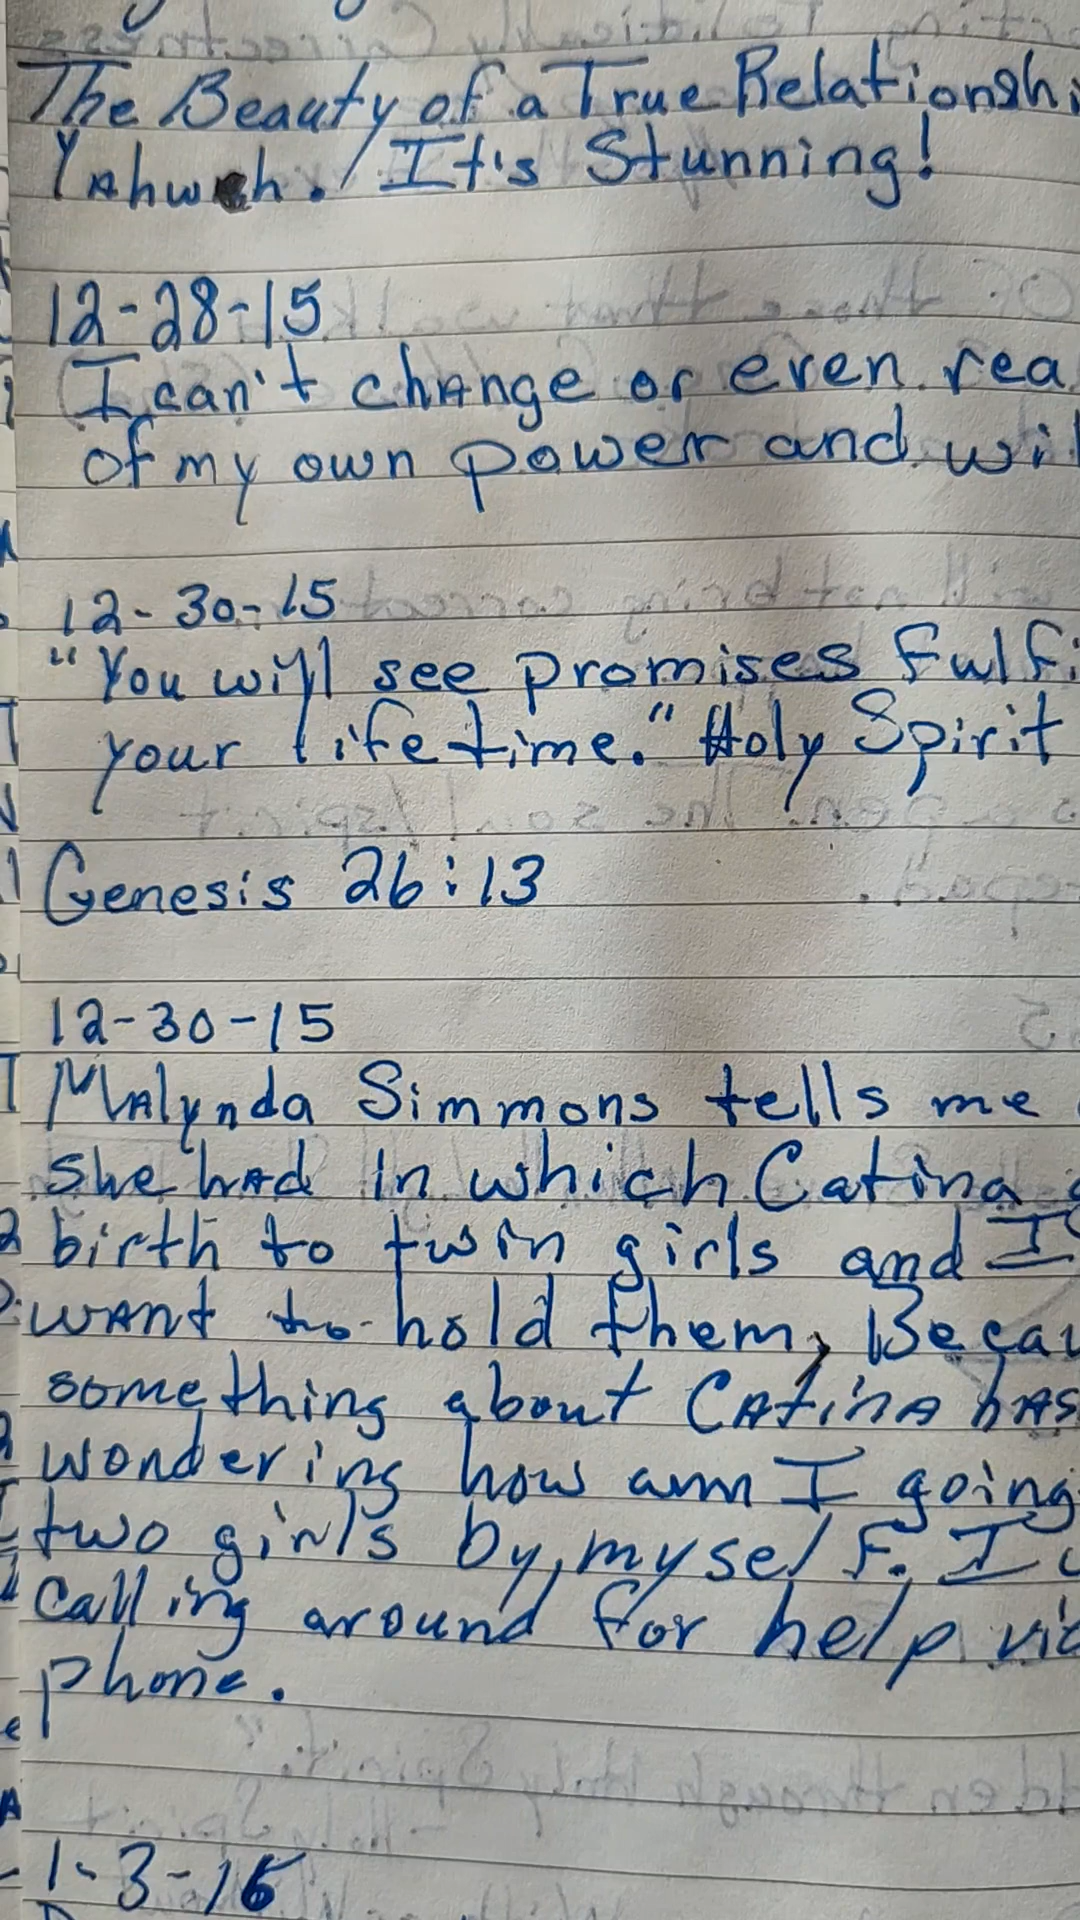 The Beauty of a True Relationshi
Yahweh. / It's Stunning!
12-28-15
I can't change or even rea
of my own power and wil
12-30-15
"You will see promises fulfi
your lifetime." Holy Spirit
Genesis 26:13
12-30-15
Malynda Simmons tells me
she had in which Catina
birth to twin girls and I
want to hold them, Becau
something about Catina has
wondering how am I going
two girls by myself. I
calling around for help via
phone.
1-3-16